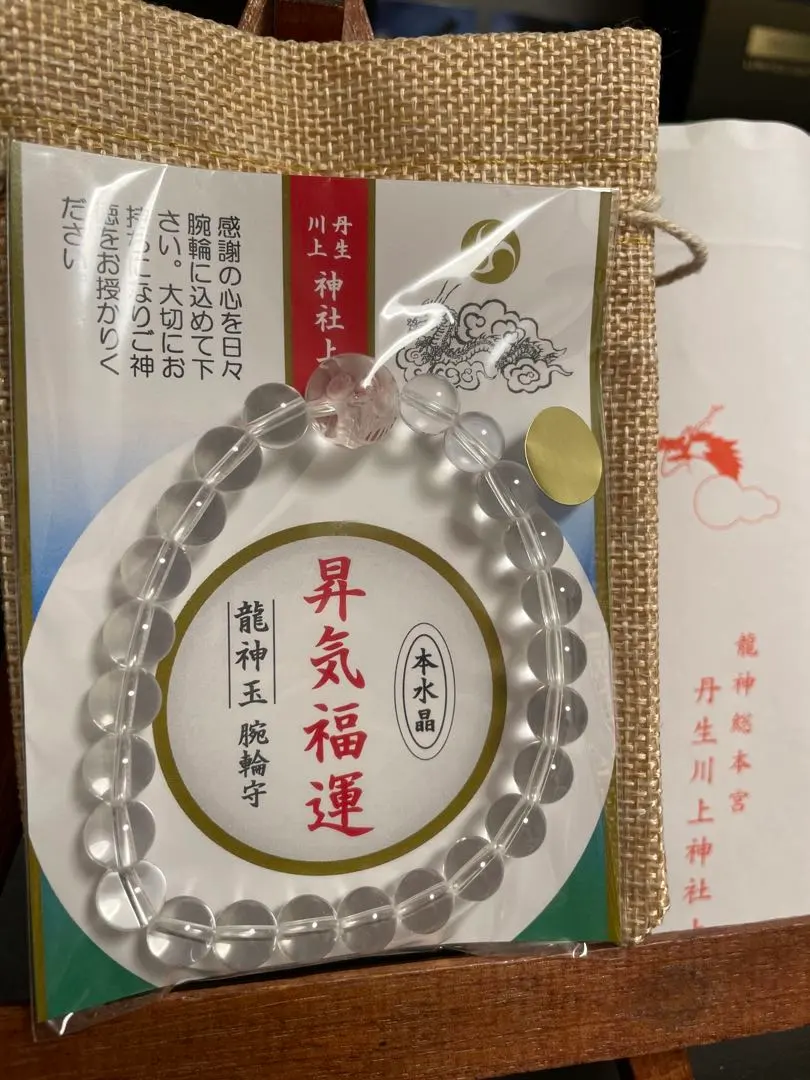 感謝の心を日々
腕輪に込めて下
さい。大切にお
持ちになりご神
徳をお授かりく
ださい
丹生
川上
神社上
本水晶
昇気福運
龍神玉 腕輪守
龍神総本宮
丹生川上神社